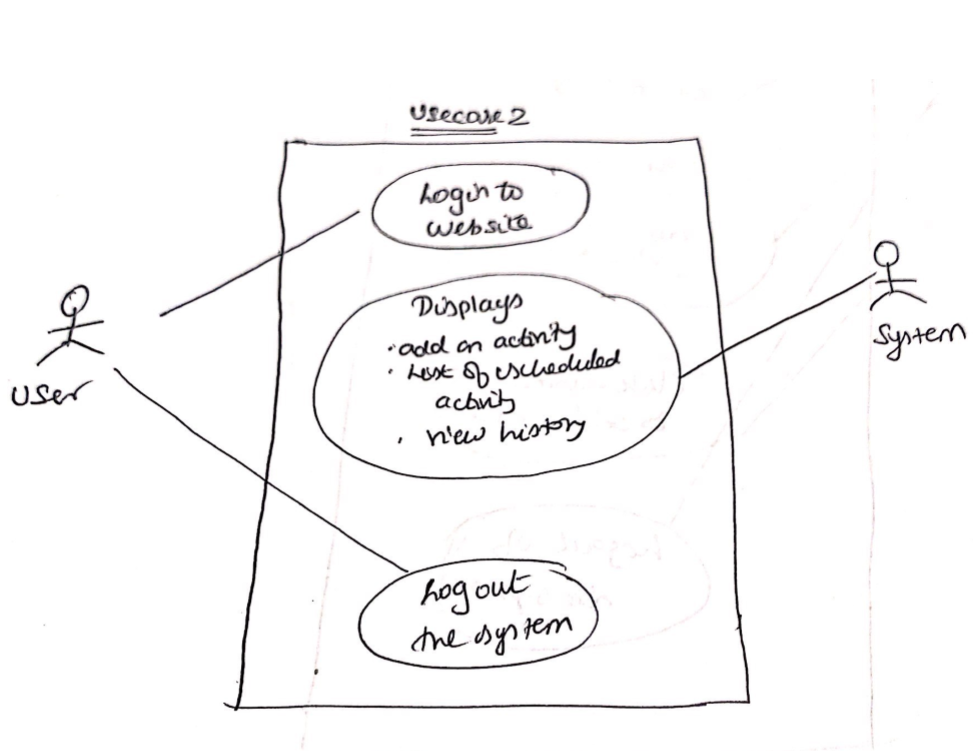 Usecase 2
Login to
website
Displays
• add an activity
• List of scheduled
activity
• view history
User
System
Log out
the system